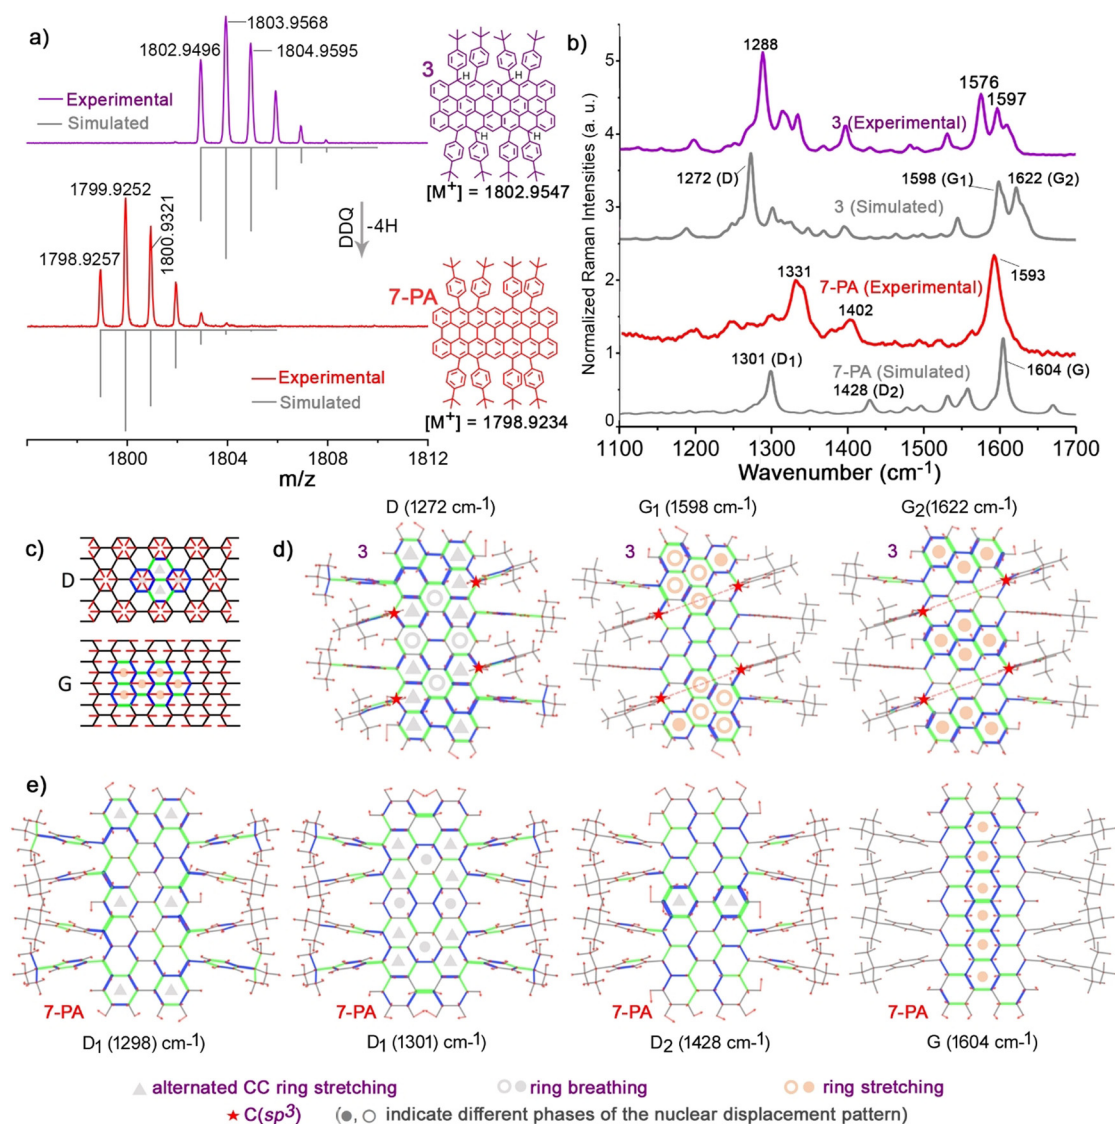 a)
1803.9568
1802.9496
1804.9595
3
H
H
Experimental
Simulated
H
H
[M⁺] = 1802.9547
1799.9252
DDQ
-4H
1798.9257
1800.9321
7-PA
Experimental
Simulated
[M⁺] = 1798.9234
1800
1804
1808
1812
m/z
b)
Normalized Raman Intensities (a. u.)
5
4
3
2
1
0
1288
1576
1597
3 (Experimental)
1272 (D)
1598 (G₁)
1622 (G₂)
3 (Simulated)
1331
7-PA (Experimental)
1593
1402
1301 (D₁)
7-PA (Simulated)
1428 (D₂)
1604 (G)
1100 1200 1300 1400 1500 1600 1700
Wavenumber (cm⁻¹)
c)
D
G
d)
D (1272 cm⁻¹)
G₁ (1598 cm⁻¹)
G₂(1622 cm⁻¹)
3
3
3
e)
7-PA
7-PA
7-PA
7-PA
D₁ (1298) cm⁻¹
D₁ (1301) cm⁻¹
D₂ (1428 cm⁻¹
G (1604 cm⁻¹)
alternated CC ring stretching
ring breathing
ring stretching
C(sp³)
(●, ○ indicate different phases of the nuclear displacement pattern)